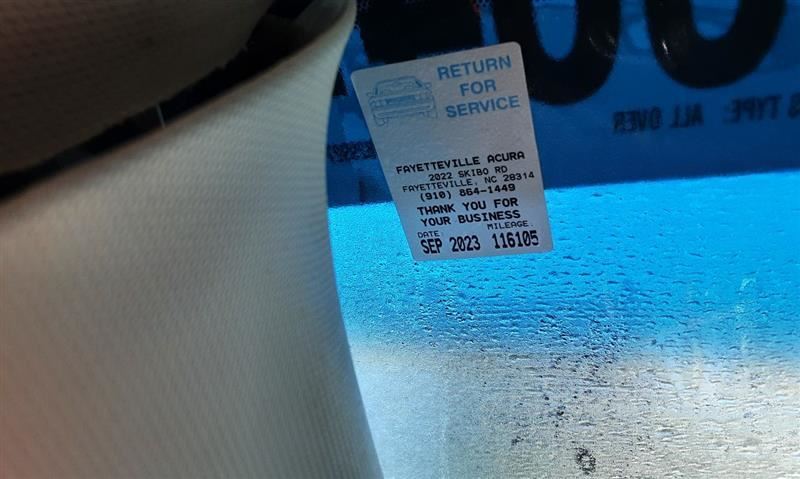 RETURN
FOR
SERVICE
FAYETTEVILLE ACURA
2022 SKIBO RD
FAYETTEVILLE, NC 28314
(910) 864-1449
THANK YOU FOR
YOUR BUSINESS
DATE: MILEAGE:
SEP 2023 116105
TYPE: ALL OVER